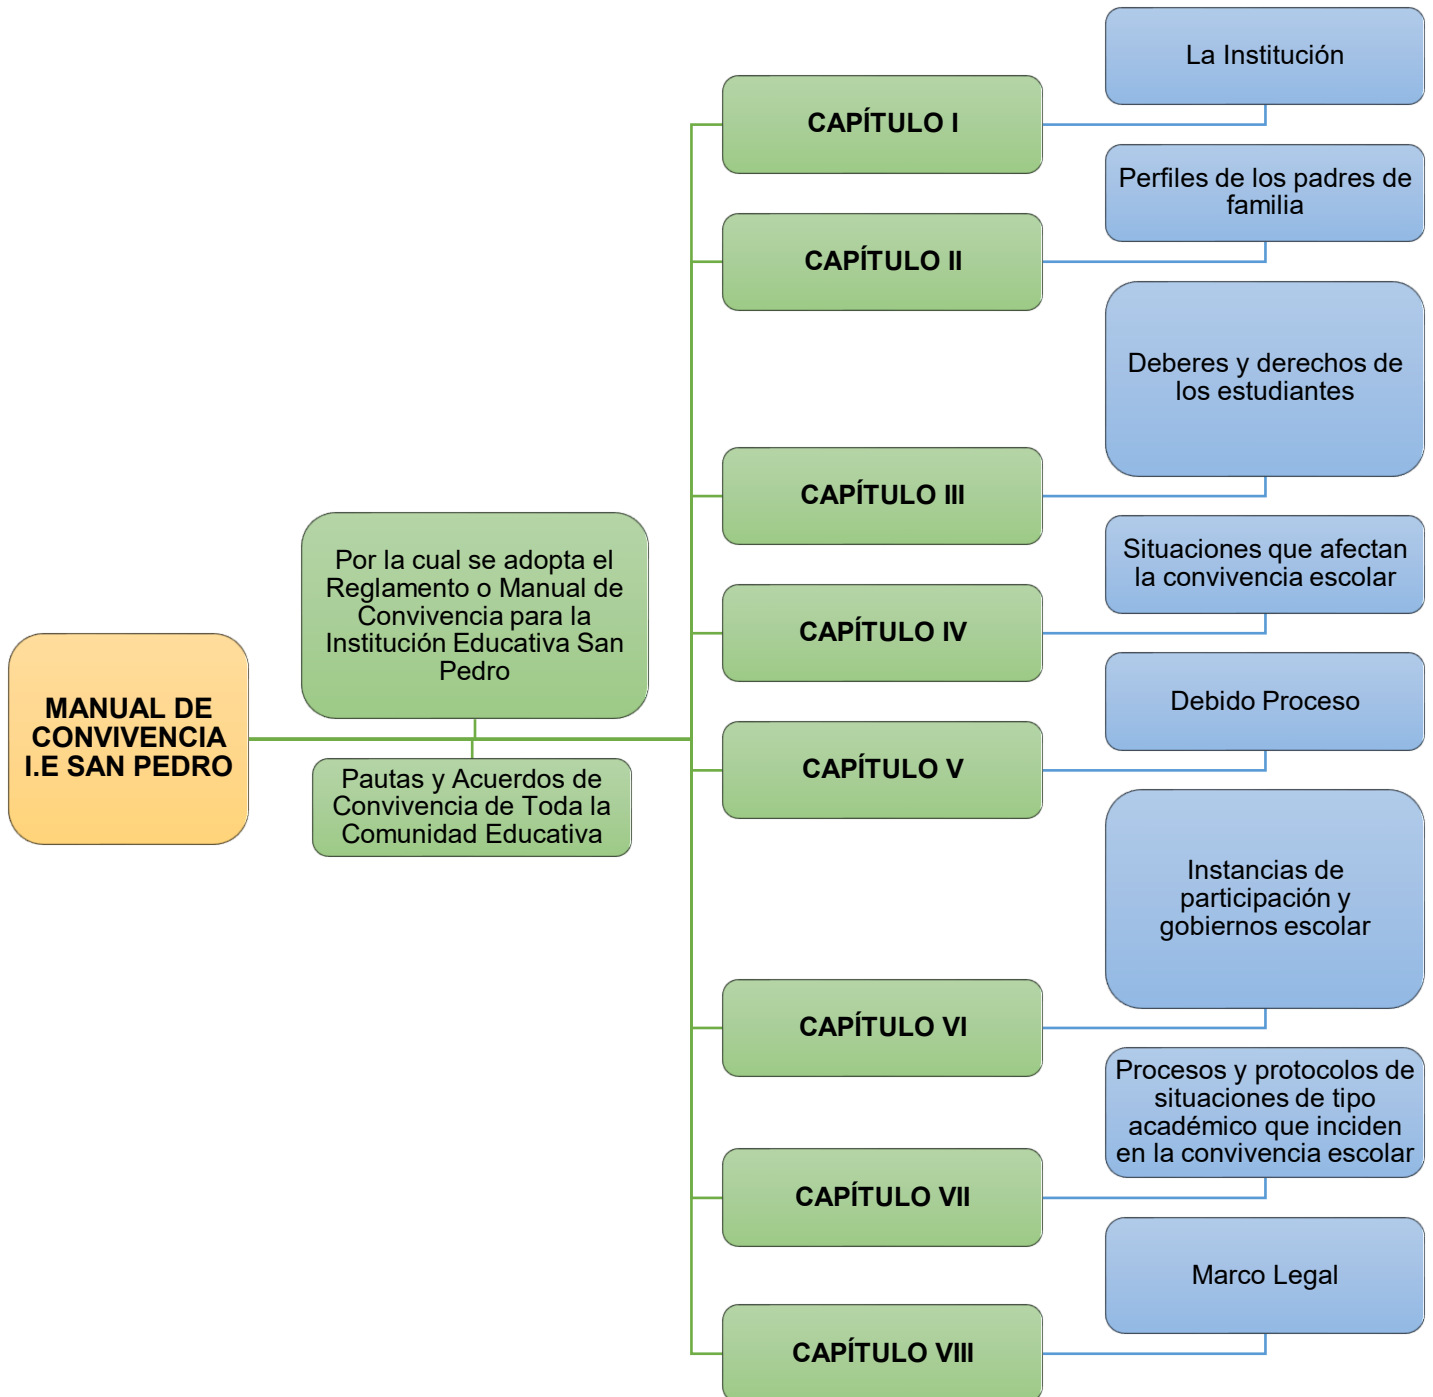 MANUAL DE
CONVIVENCIA
I.E SAN PEDRO
Por la cual se adopta el
Reglamento o Manual de
Convivencia para la
Institución Educativa San
Pedro
Pautas y Acuerdos de
Convivencia de Toda la
Comunidad Educativa
CAPÍTULO I
La Institución
CAPÍTULO II
Perfiles de los padres de
familia
CAPÍTULO III
Deberes y derechos de
los estudiantes
CAPÍTULO IV
Situaciones que afectan
la convivencia escolar
CAPÍTULO V
Debido Proceso
CAPÍTULO VI
Instancias de
participación y
gobiernos escolar
CAPÍTULO VII
Procesos y protocolos de
situaciones de tipo
académico que inciden
en la convivencia escolar
CAPÍTULO VIII
Marco Legal